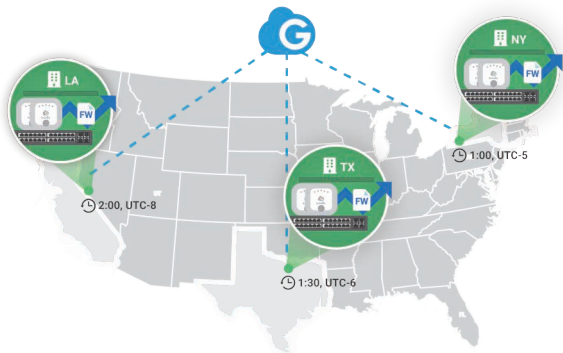 G
NY
FW
LA
FW
1:00, UTC-5
TX
FW
2:00, UTC-8
1:30, UTC-6